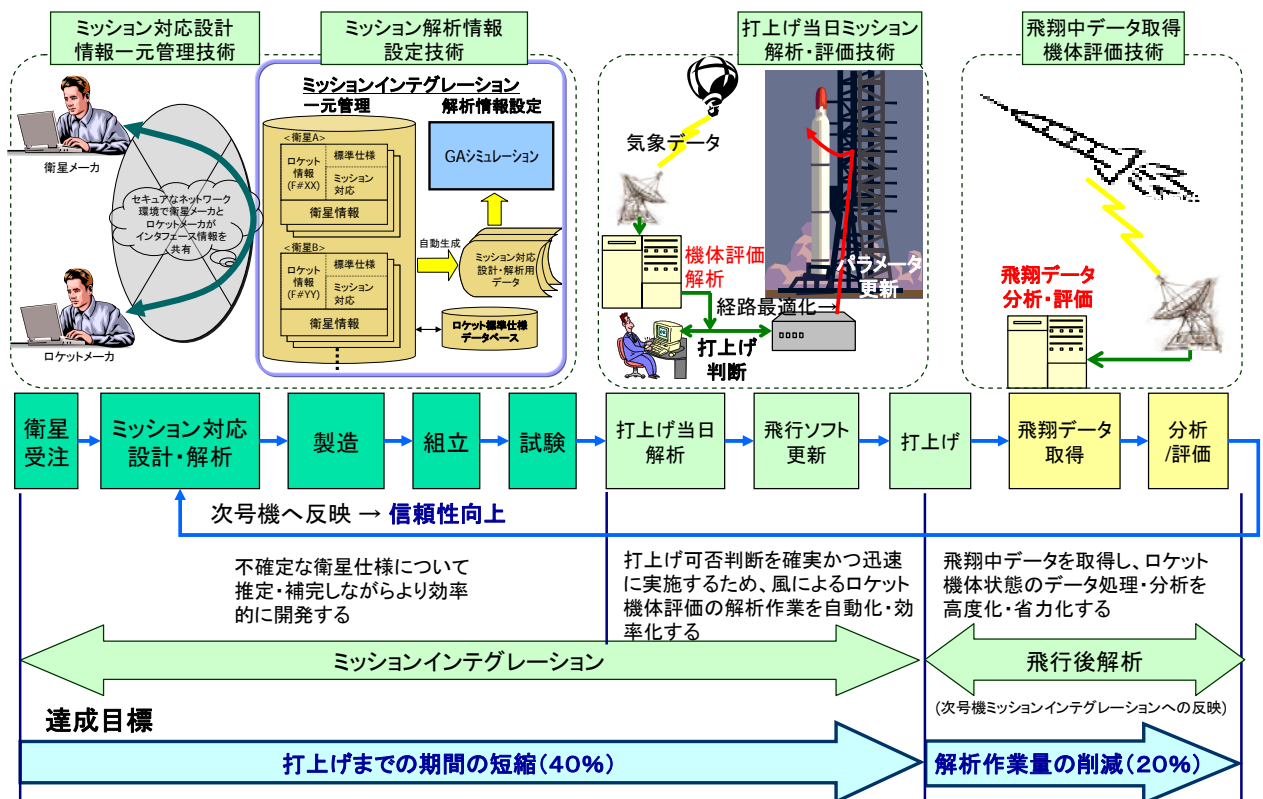 ミッション対応設計
情報一元管理技術
ミッション解析情報
設定技術
打上げ当日ミッション
解析・評価技術
飛翔中データ取得
機体評価技術
衛星メーカ
セキュアなネットワーク
環境で衛星メーカと
ロケットメーカが
インタフェース情報を
共有
ロケットメーカ
ミッションインテグレーション
一元管理
解析情報設定
<衛星A>
ロケット
情報
(F#XX)
標準仕様
ミッション
対応
衛星情報
<衛星B>
ロケット
情報
(F#YY)
標準仕様
ミッション
対応
衛星情報
GAシミュレーション
自動生成
ミッション対応
設計・解析用
データ
ロケット標準仕様
データベース
気象データ
機体評価
解析
パラメータ
更新
経路最適化→
打上げ
判断
飛翔データ
分析・評価
衛星
受注
ミッション対応
設計・解析
製造
組立
試験
打上げ当日
解析
飛行ソフト
更新
打上げ
飛翔データ
取得
分析
/評価
次号機へ反映 → 信頼性向上
不確定な衛星仕様について
推定・補完しながらより効率
的に開発する
打上げ可否判断を確実かつ迅速
に実施するため、風によるロケット
機体評価の解析作業を自動化・効
率化する
飛翔中データを取得し、ロケット
機体状態のデータ処理・分析を
高度化・省力化する
ミッションインテグレーション
飛行後解析
(次号機ミッションインテグレーションへの反映)
達成目標
打上げまでの期間の短縮(40%)
解析作業量の削減(20%)